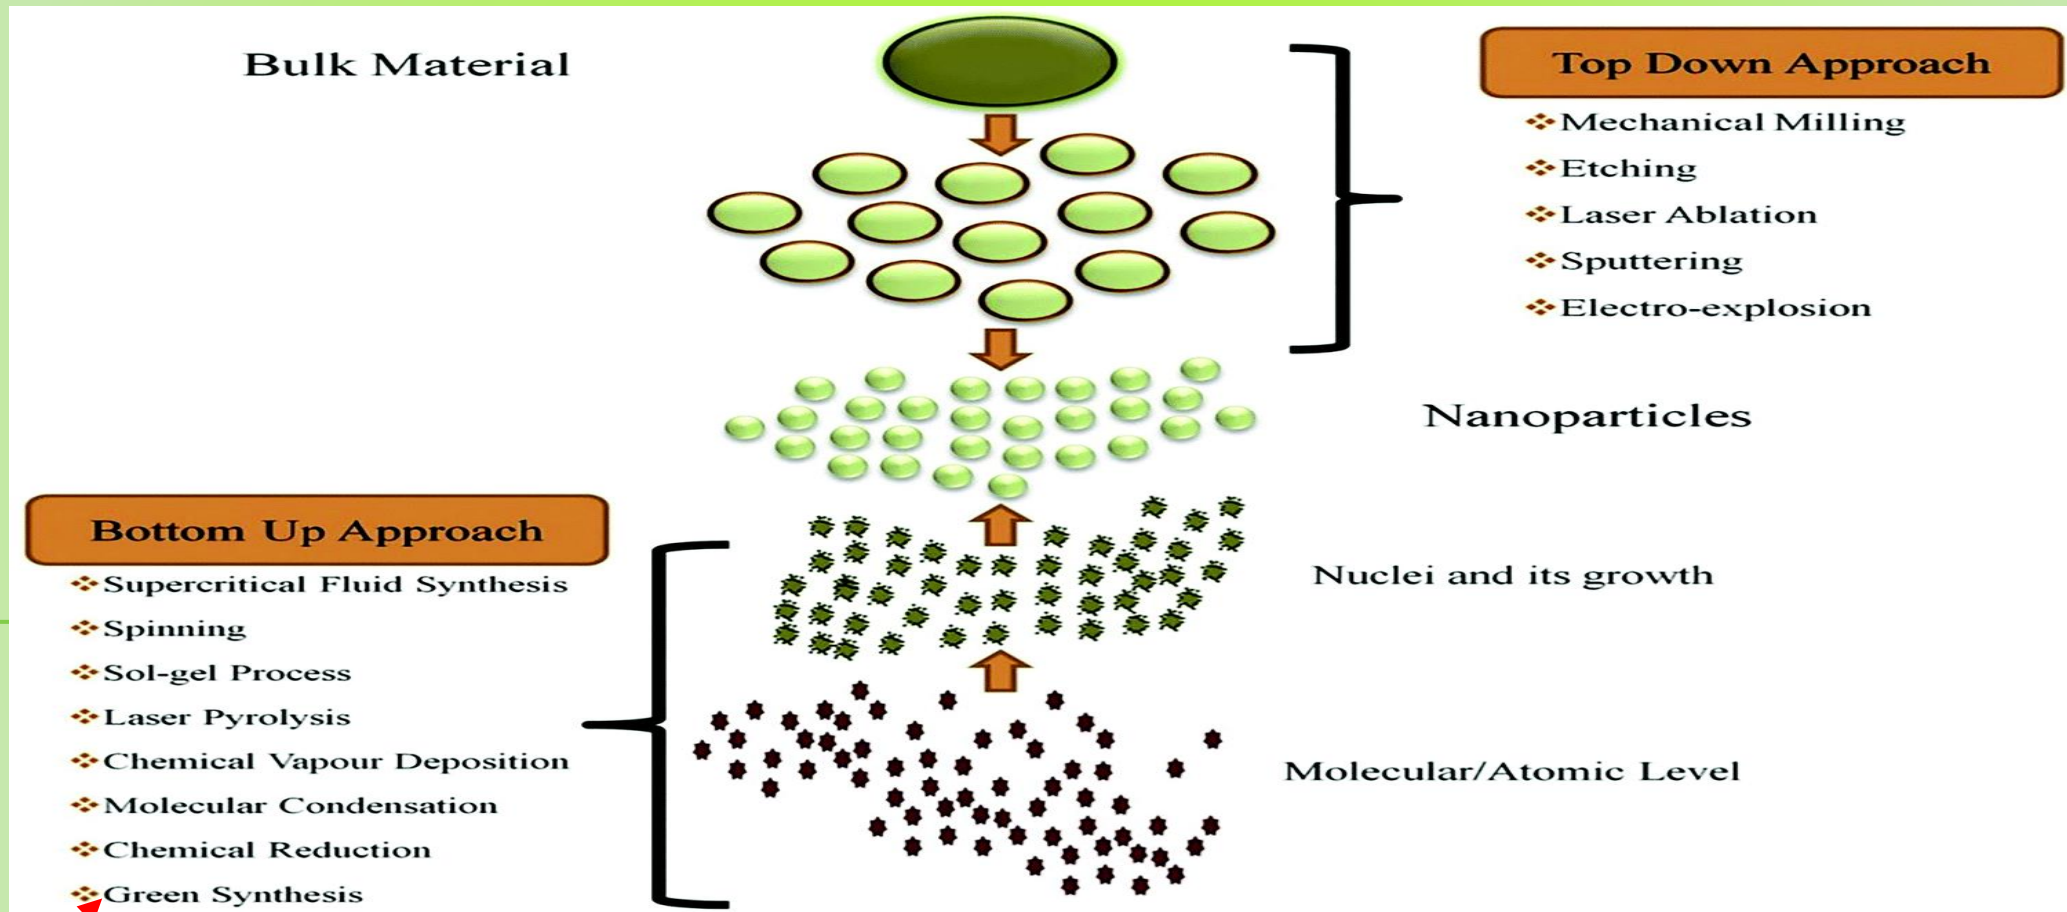 Bulk Material
Top Down Approach
Mechanical Milling
Etching
Laser Ablation
Sputtering
Electro-explosion
Nanoparticles
Bottom Up Approach
Supercritical Fluid Synthesis
Spinning
Sol-gel Process
Laser Pyrolysis
Chemical Vapour Deposition
Molecular Condensation
Chemical Reduction
Green Synthesis
Nuclei and its growth
Molecular/Atomic Level